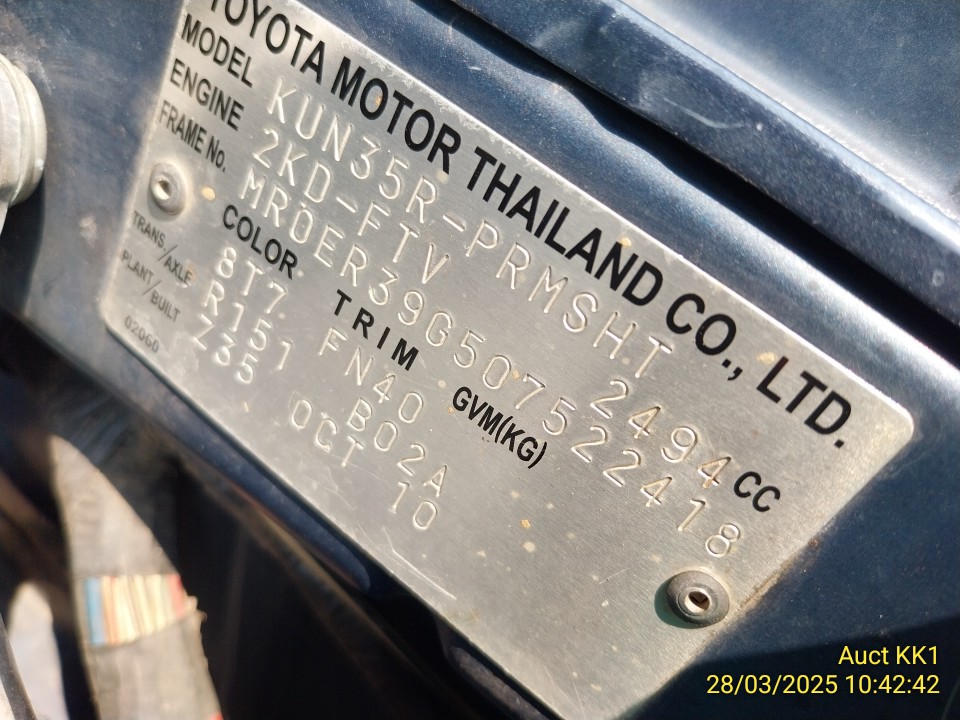 TOYOTA MOTOR THAILAND CO., LTD.
MODEL KUN35R-PRMSHT
ENGINE 2KD-FTV 2494 CC
FRAME No. MR0ER39G507522418
COLOR TRIM GVM(KG)
8T7 FN40
TRANS./AXLE R151 B02A
PLANT/BUILT Z35 OCT 10
0206D
Auct KK1
28/03/2025 10:42:42